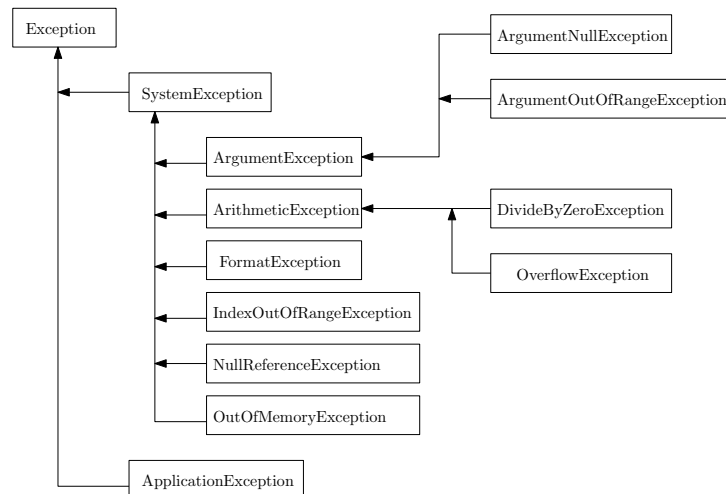 Exception
ArgumentNullException
SystemException
ArgumentOutOfRangeException
ArgumentException
ArithmeticException
DivideByZeroException
FormatException
OverflowException
IndexOutOfRangeException
NullReferenceException
OutOfMemoryException
ApplicationException